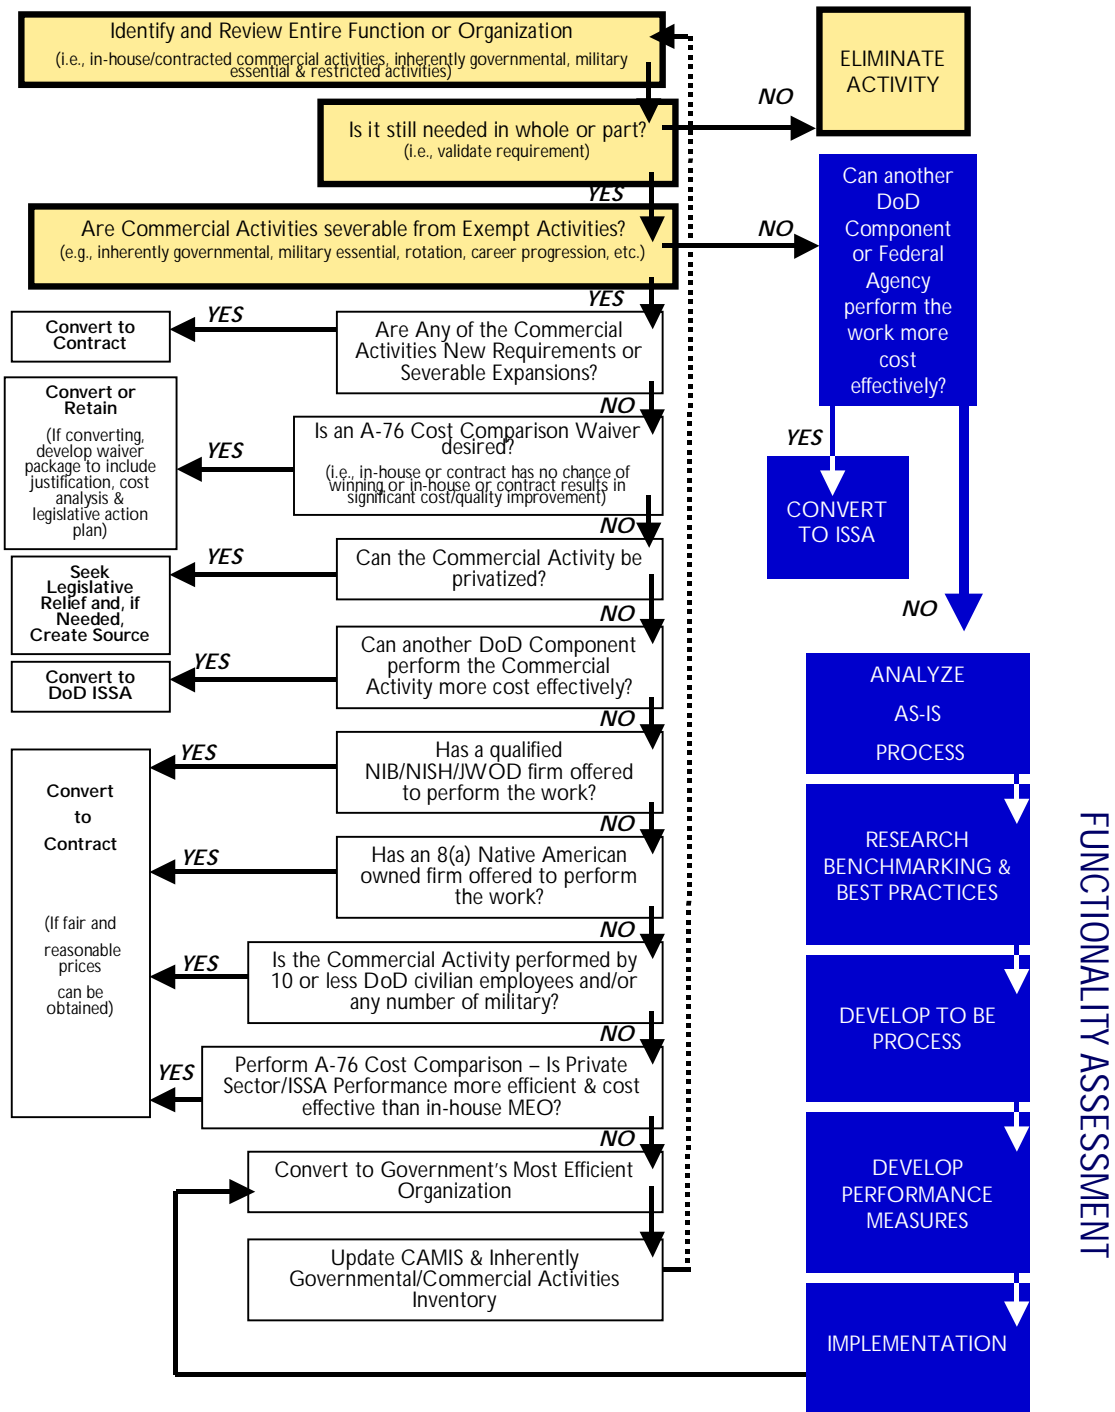 Identify and Review Entire Function or Organization
(i.e., in-house/contracted commercial activities, inherently governmental, military
essential & restricted activities)
NO
ELIMINATE
ACTIVITY
Is it still needed in whole or part?
(i.e., validate requirement)
YES
Are Commercial Activities severable from Exempt Activities?
(e.g., inherently governmental, military essential, rotation, career progression, etc.)
NO
Can another
DoD
Component
or Federal
Agency
perform the
work more
cost
effectively?
YES
CONVERT
TO ISSA
NO
YES
Are Any of the Commercial
Activities New Requirements or
Severable Expansions?
YES
Convert to
Contract
NO
Is an A-76 Cost Comparison Waiver
desired?
(i.e., in-house or contract has no chance of
winning or in-house or contract results in
significant cost/quality improvement)
YES
Convert or
Retain
(If converting,
develop waiver
package to include
justification, cost
analysis &
legislative action
plan)
NO
Can the Commercial Activity be
privatized?
YES
Seek
Legislative
Relief and, if
Needed,
Create Source
NO
Can another DoD Component
perform the Commercial
Activity more cost effectively?
YES
Convert to
DoD ISSA
NO
Has a qualified
NIB/NISH/JWOD firm offered
to perform the work?
YES
Convert
to
Contract
(If fair and
reasonable
prices
can be
obtained)
NO
Has an 8(a) Native American
owned firm offered to perform
the work?
YES
NO
Is the Commercial Activity performed by
10 or less DoD civilian employees and/or
any number of military?
YES
NO
Perform A-76 Cost Comparison – Is Private
Sector/ISSA Performance more efficient & cost
effective than in-house MEO?
YES
NO
Convert to Government's Most Efficient
Organization
Update CAMIS & Inherently
Governmental/Commercial Activities
Inventory
ANALYZE
AS-IS
PROCESS
RESEARCH
BENCHMARKING &
BEST PRACTICES
DEVELOP TO BE
PROCESS
DEVELOP
PERFORMANCE
MEASURES
IMPLEMENTATION
FUNCTIONALITY ASSESSMENT